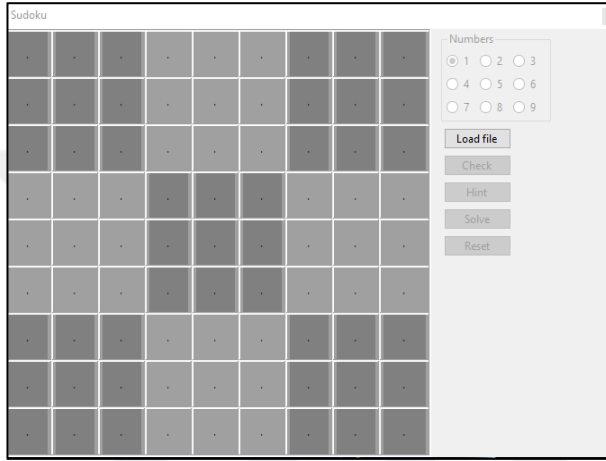 Sudoku
Numbers
1 2 3
4 5 6
7 8 9
Load file
Check
Hint
Solve
Reset
. . . . . . . . .
. . . . . . . . .
. . . . . . . . .
. . . . . . . . .
. . . . . . . . .
. . . . . . . . .
. . . . . . . . .
. . . . . . . . .
. . . . . . . . .